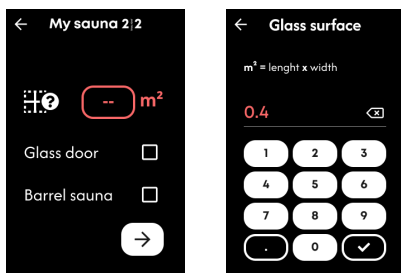 My sauna 2|2
-- m²
Glass door
Barrel sauna
Glass surface
m² = lenght x width
0.4
1 2 3
4 5 6
7 8 9
. 0